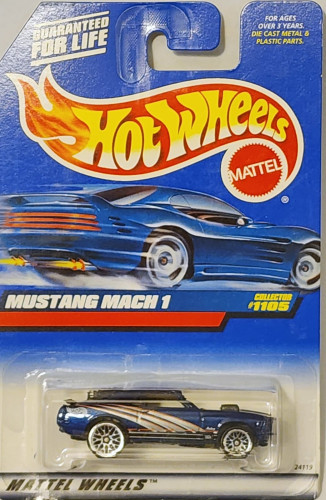 GUARANTEED
FOR LIFE
FOR AGES
OVER 3 YEARS.
DIE CAST METAL &
PLASTIC PARTS.
HOT WHEELS
MATTEL
®
MUSTANG MACH 1
COLLECTOR
#1105
24119
MATTEL WHEELS™